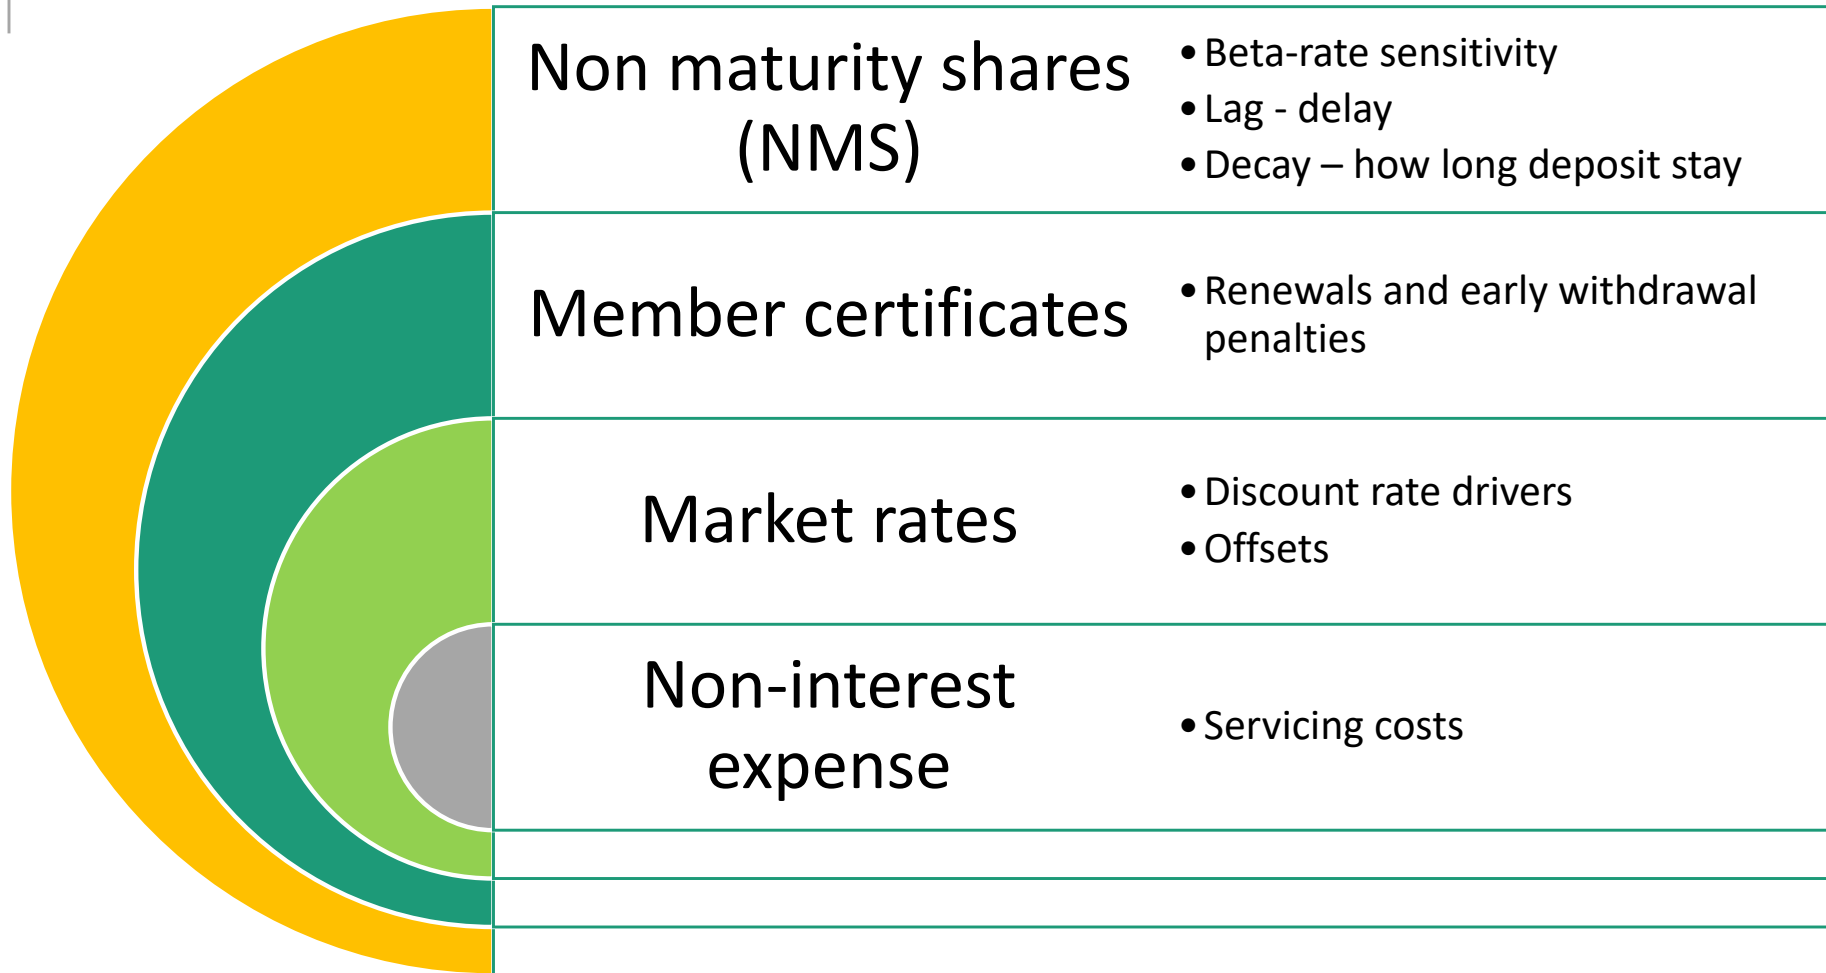 Non maturity shares
(NMS)
•Beta-rate sensitivity
•Lag - delay
•Decay – how long deposit stay
Member certificates
•Renewals and early withdrawal
penalties
Market rates
•Discount rate drivers
•Offsets
Non-interest
expense
•Servicing costs